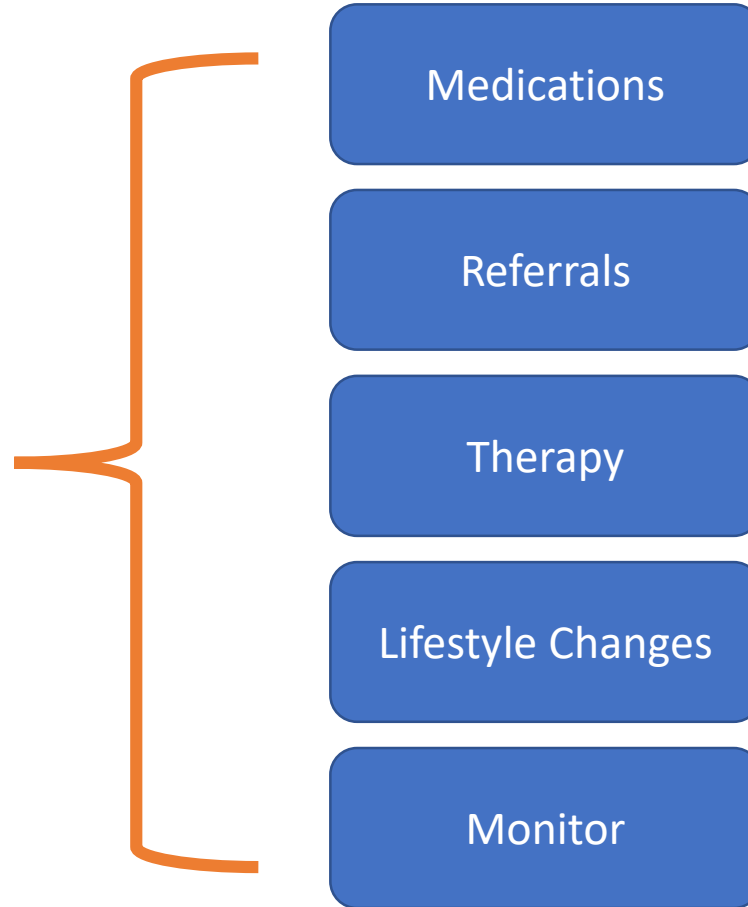 Medications
Referrals
Therapy
Lifestyle Changes
Monitor